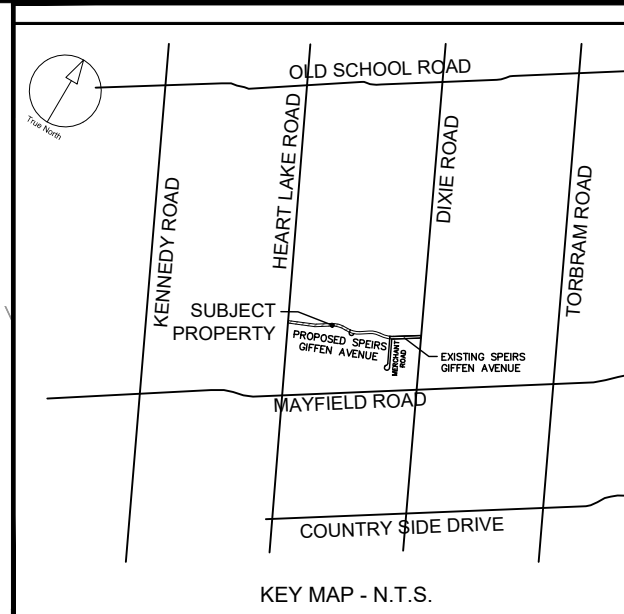 OLD SCHOOL ROAD
True North
KENNEDY ROAD
HEART LAKE ROAD
DIXIE ROAD
TORBRAM ROAD
SUBJECT
PROPERTY
PROPOSED SPEIRS
GIFFEN AVENUE
MERCHANT
ROAD
EXISTING SPEIRS
GIFFEN AVENUE
MAYFIELD ROAD
COUNTRY SIDE DRIVE
KEY MAP - N.T.S.